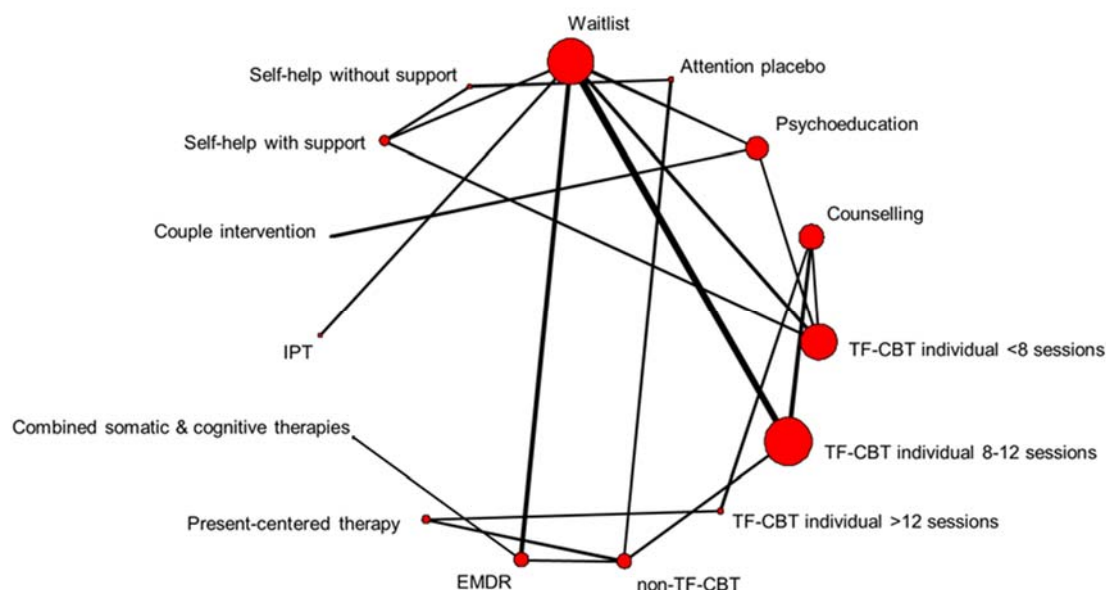 Waitlist
Self-help without support
Attention placebo
Self-help with support
Psychoeducation
Couple intervention
Counselling
IPT
TF-CBT individual <8 sessions
Combined somatic & cognitive therapies
TF-CBT individual 8-12 sessions
Present-centered therapy
TF-CBT individual >12 sessions
EMDR
non-TF-CBT